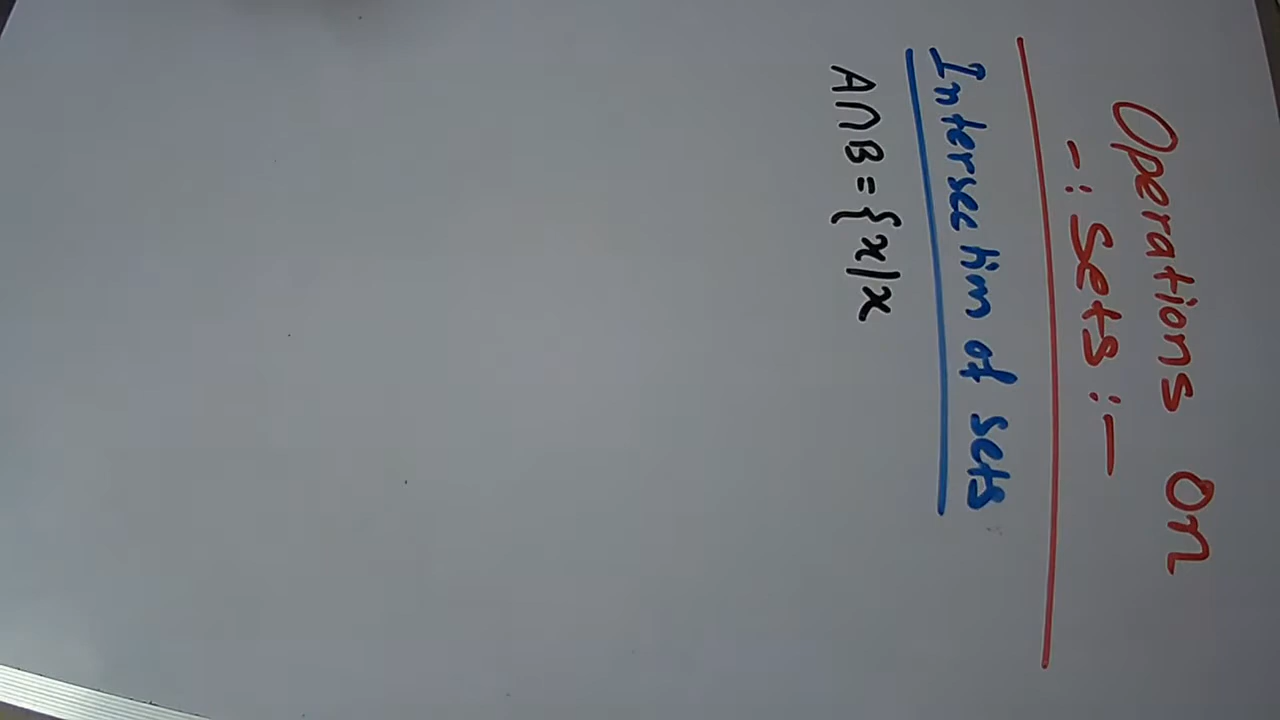 Operations on
-: Sets :-
Intersection of sets
A∩B = {x/x